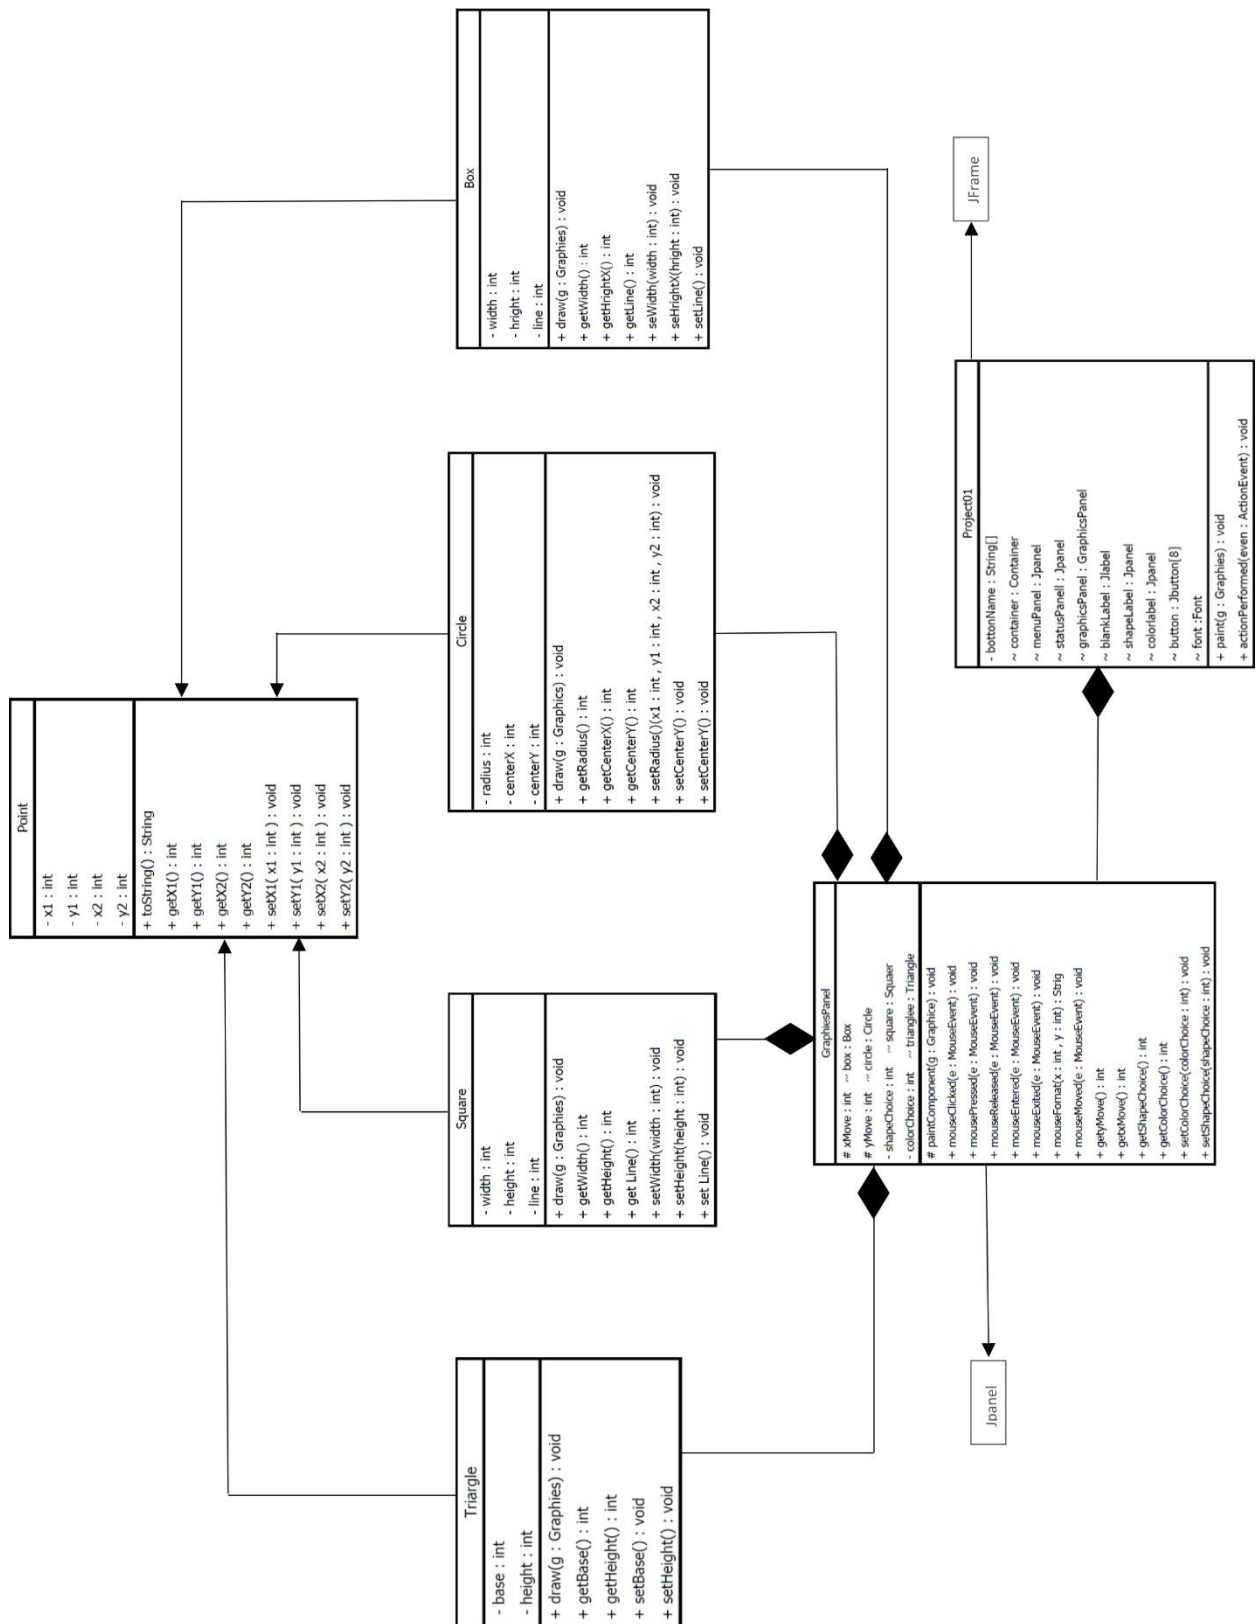 Point
- x1 : int
- y1 : int
- x2 : int
- y2 : int
+ toString() : String
+ getX1() : int
+ getY1() : int
+ getX2() : int
+ getY2() : int
+ setX1( x1 : int ) : void
+ setY1( y1 : int ) : void
+ setX2( x2 : int ) : void
+ setY2( y2 : int ) : void
Triargle
- base : int
- height : int
+ draw(g : Graphies) : void
+ getBase() : int
+ getHeight() : int
+ setBase() : void
+ setHeight() : void
Square
- width : int
- height : int
- line : int
+ draw(g : Graphies) : void
+ getWidth() : int
+ getHeight() : int
+ get Line() : int
+ setWidth(width : int) : void
+ setHeight(height : int) : void
+ set Line() : void
Circle
- radius : int
- centerX : int
- centerY : int
+ draw(g : Graphics) : void
+ getRadius() : int
+ getCenterX() : int
+ getCenterY() : int
+ setRadius()(x1 : int , y1 : int , x2 : int , y2 : int) : void
+ setCenterY() : void
+ setCenterY() : void
Box
- width : int
- hright : int
- line : int
+ draw(g : Graphies) : void
+ getWidth() : int
+ getHrightX() : int
+ getLine() : int
+ seWidth(width : int) : void
+ seHrightX(hright : int) : void
+ setLine() : void
GraphiesPanel
# xMove : int ~ box : Box
# yMove : int ~ circle : Circle
- shapeChoice : int ~ square : Squaer
- colorChoice : int ~ trianglee : Triangle
# paintComponent(g : Graphice) : void
+ mouseClicked(e : MouseEvent) : void
+ mousePressed(e : MouseEvent) : void
+ mouseReleased(e : MouseEvent) : void
+ mouseEntered(e : MouseEvent) : void
+ mouseExited(e : MouseEvent) : void
+ mouseFornat(x : int , y : int) : Strig
+ mouseMoved(e : MouseEvent) : void
+ getyMove() : int
+ getxMove() : int
+ getShapeChoice() : int
+ getColorChoice() : int
+ setColorChoice(colorChoice : int) : void
+ setShapeChoice(shapeChoice : int) : void
Jpanel
Project01
- bottonName : String[]
~ container : Container
~ menuPanel : Jpanel
~ statusPanell : Jpanel
~ graphicsPanel : GraphicsPanel
~ blankLabel : Jlabel
~ shapeLabel : Jpanel
~ colorlabel : Jpanel
~ button : Jbutton[8]
~ font :Font
+ paint(g : Graphies) : void
+ actionPerformed(even : ActionEvent) : void
JFrame